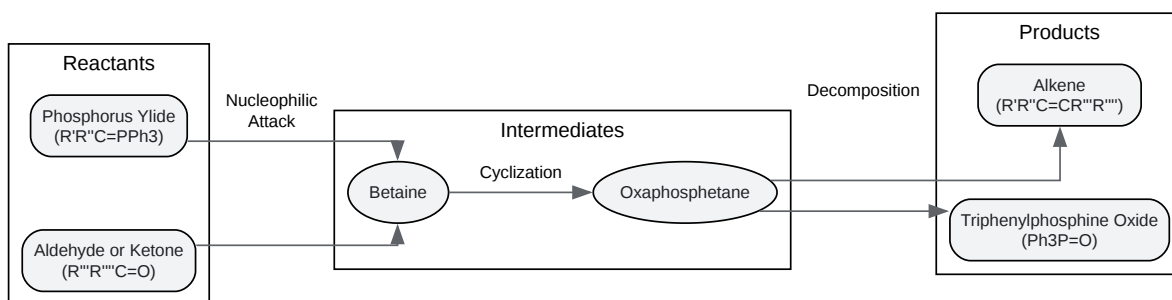 Reactants
Phosphorus Ylide
(R'R''C=PPh3)
Aldehyde or Ketone
(R'''R''''C=O)
Nucleophilic
Attack
Intermediates
Betaine
Cyclization
Oxaphosphetane
Decomposition
Products
Alkene
(R'R''C=CR'''R'''')
Triphenylphosphine Oxide
(Ph3P=O)